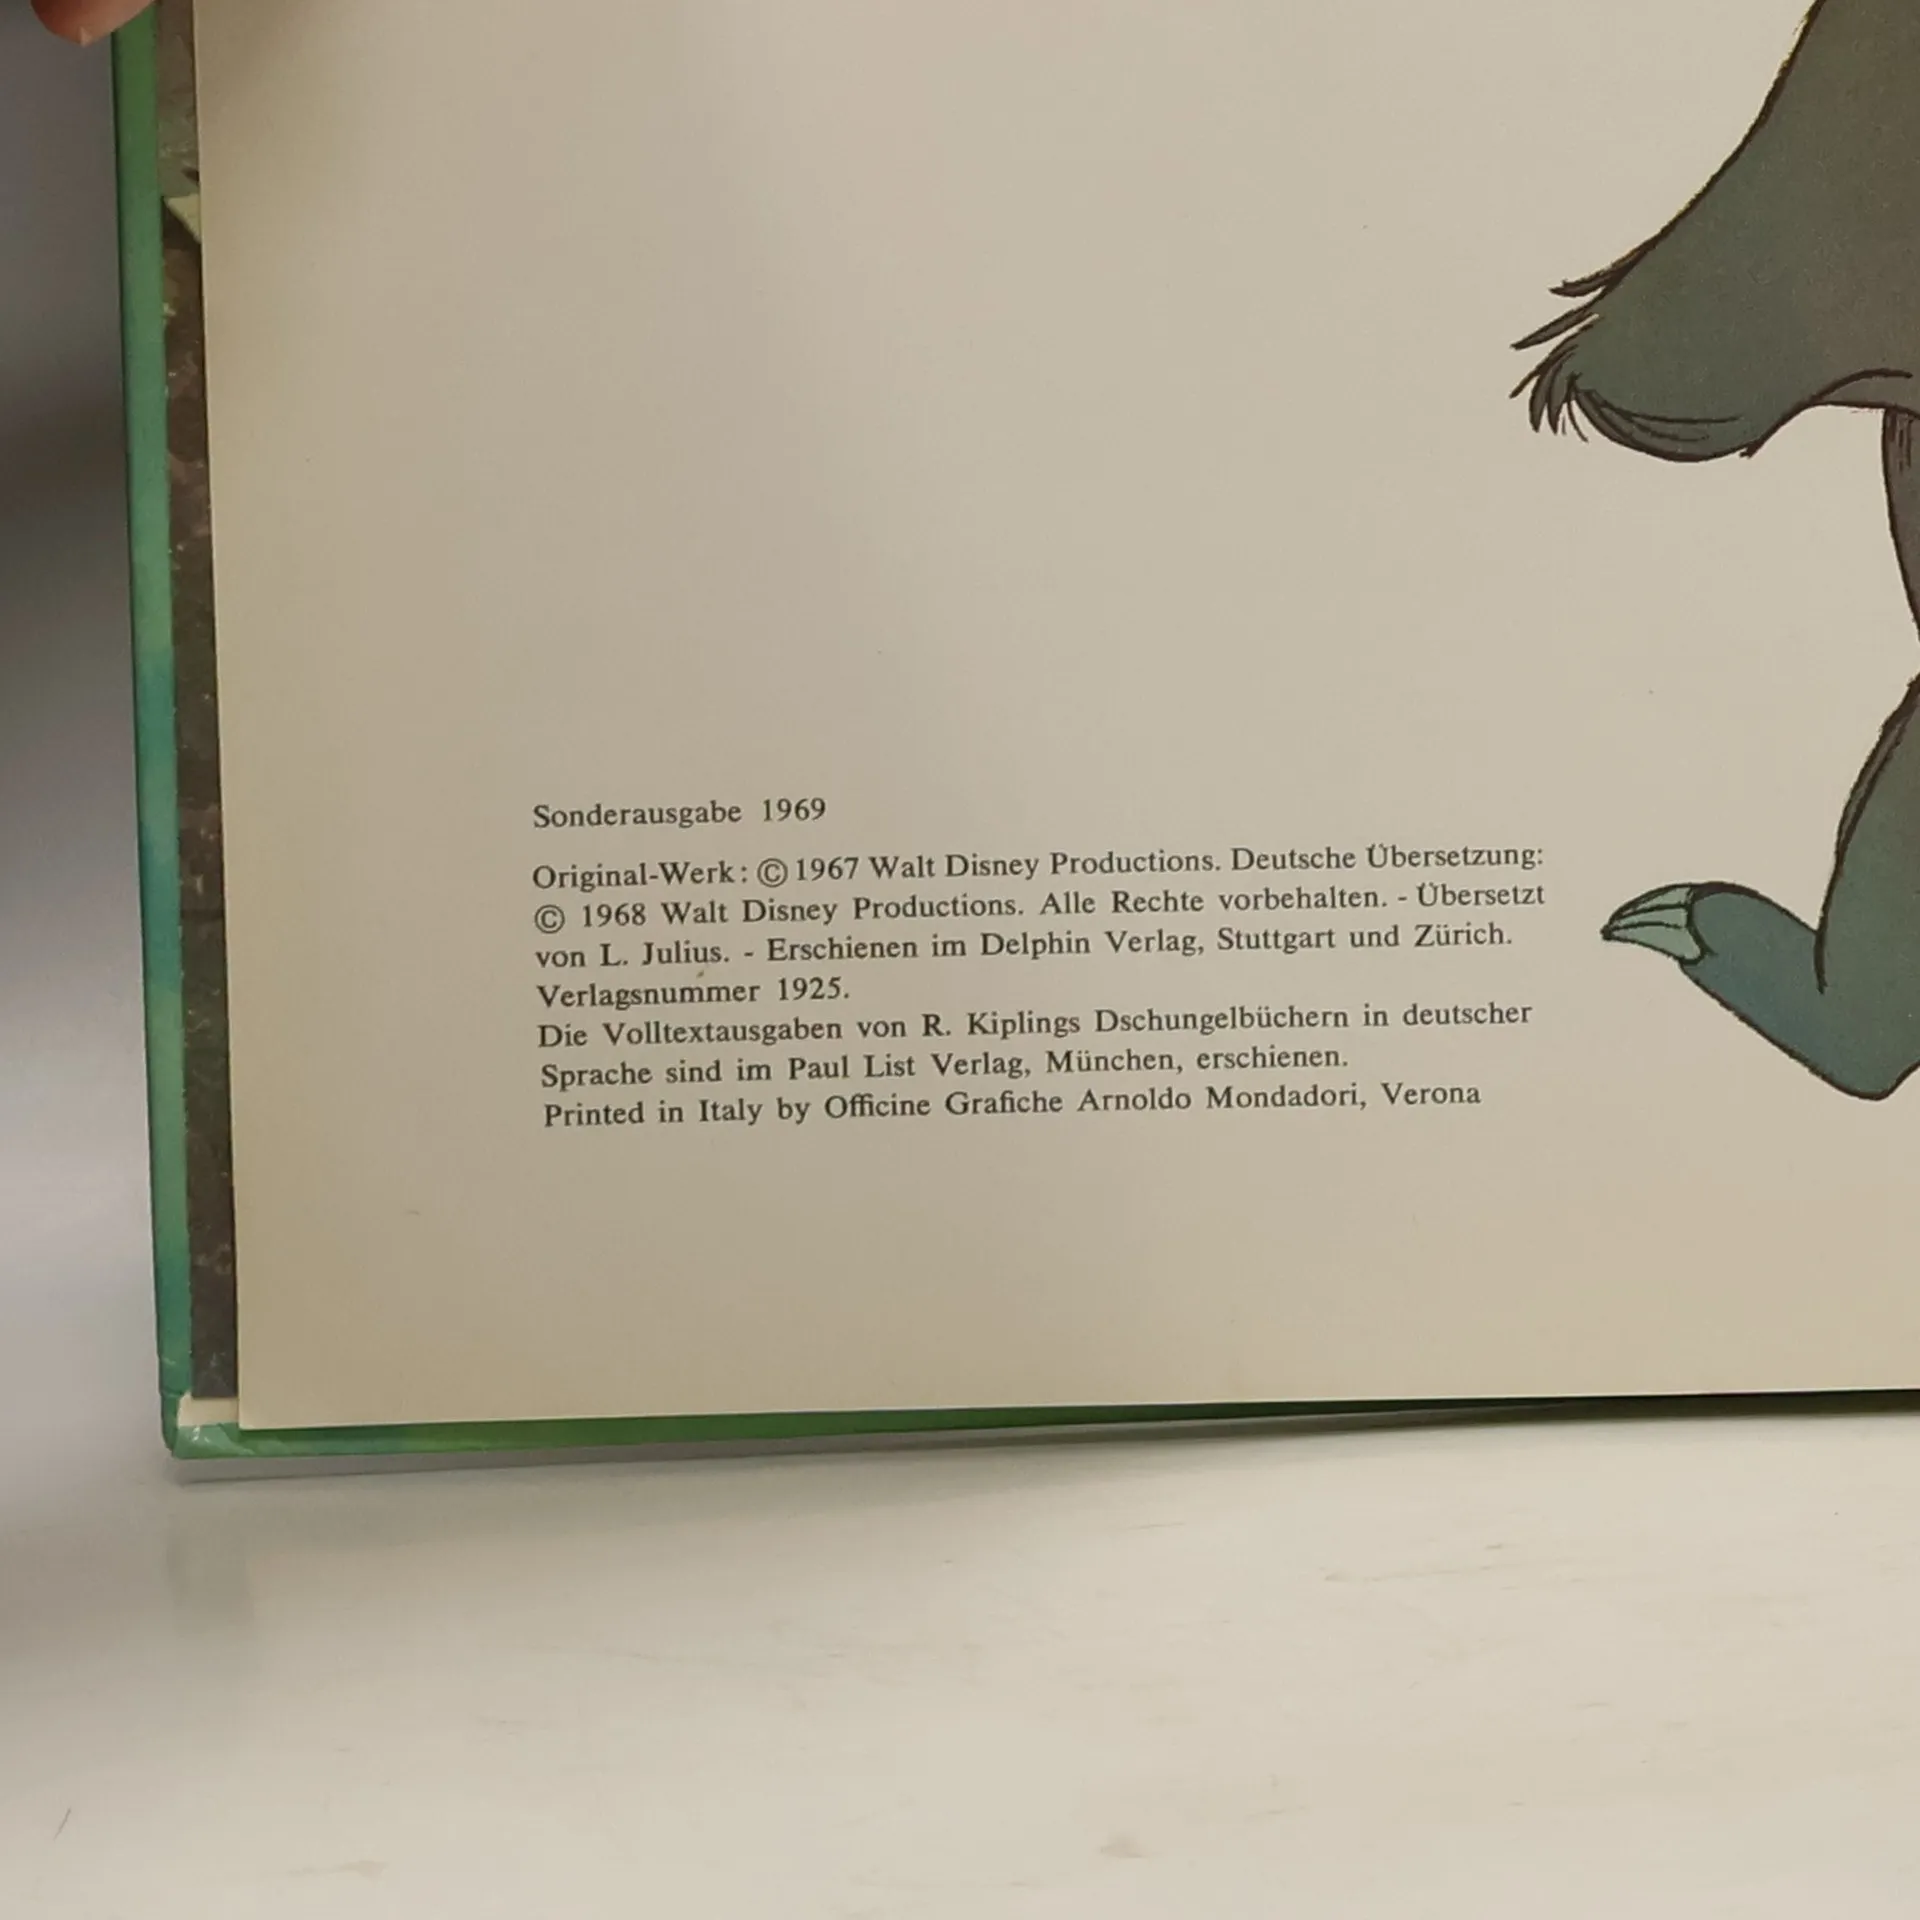 Sonderausgabe 1969
Original-Werk: © 1967 Walt Disney Productions. Deutsche Übersetzung:
© 1968 Walt Disney Productions. Alle Rechte vorbehalten. - Übersetzt
von L. Julius. - Erschienen im Delphin Verlag, Stuttgart und Zürich.
Verlagsnummer 1925.
Die Volltextausgaben von R. Kiplings Dschungelbüchern in deutscher
Sprache sind im Paul List Verlag, München, erschienen.
Printed in Italy by Officine Grafiche Arnoldo Mondadori, Verona